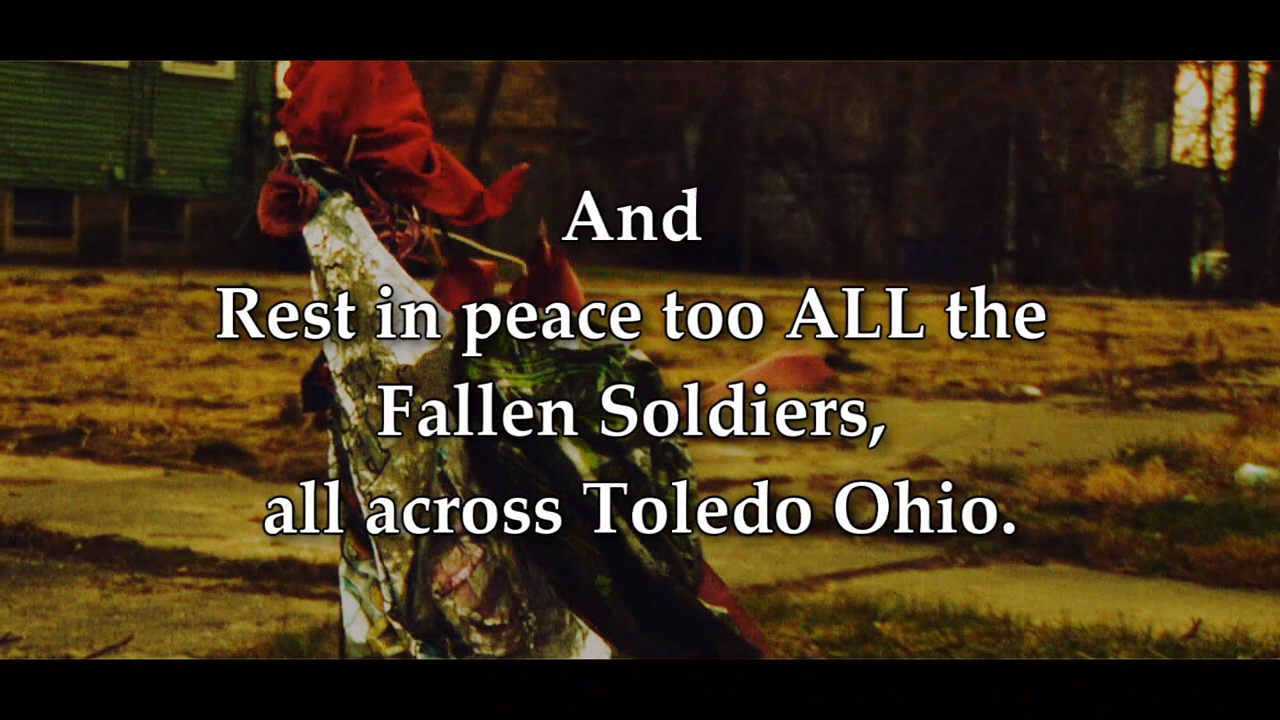 And
Rest in peace too ALL the
Fallen Soldiers,
all across Toledo Ohio.